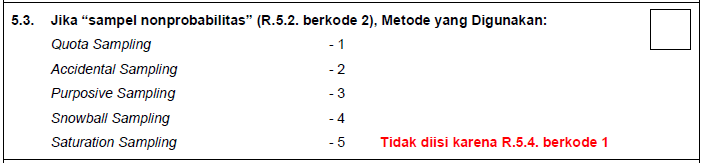 5.3. Jika “sampel nonprobabilitas” (R.5.2. berkode 2), Metode yang Digunakan:
Quota Sampling - 1
Accidental Sampling - 2
Purposive Sampling - 3
Snowball Sampling - 4
Saturation Sampling - 5 Tidak diisi karena R.5.4. berkode 1